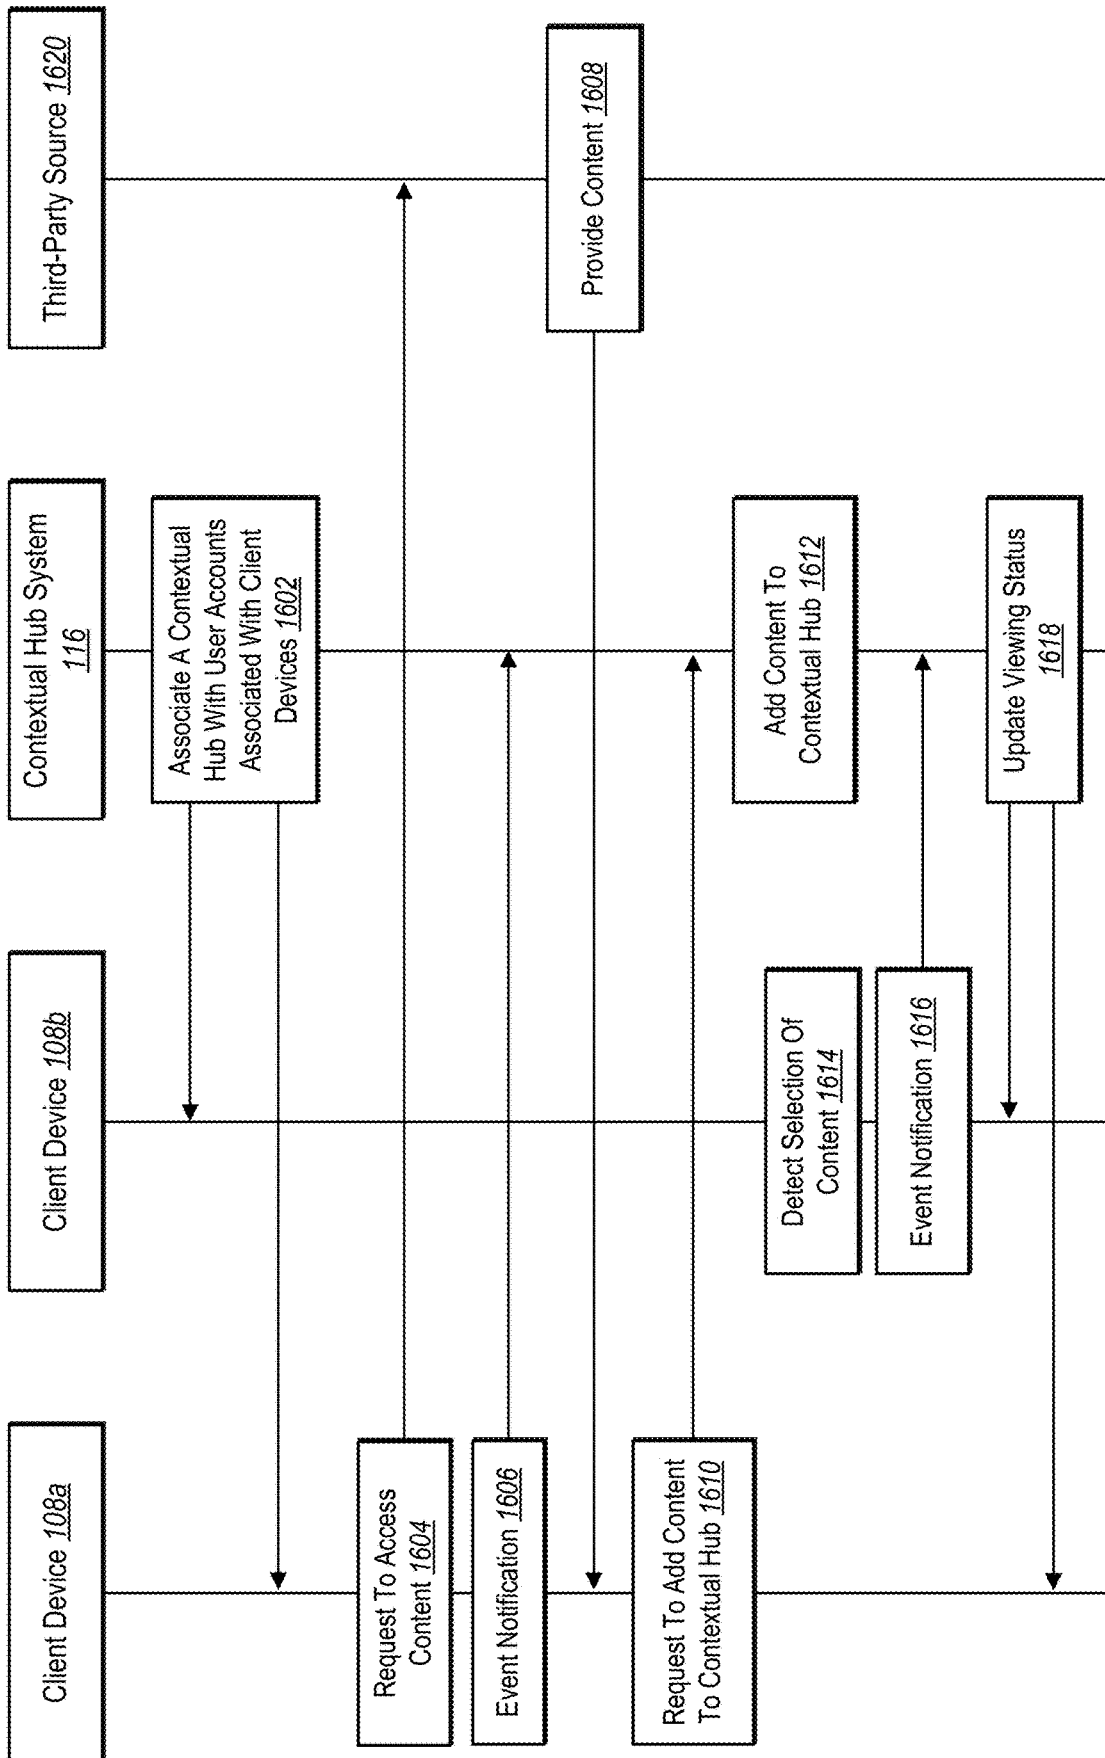 Client Device 108a
Client Device 108b
Contextual Hub System
116
Third-Party Source 1620
Associate A Contextual
Hub With User Accounts
Associated With Client
Devices 1602
Request To Access
Content 1604
Event Notification 1606
Provide Content 1608
Request To Add Content
To Contextual Hub 1610
Add Content To
Contextual Hub 1612
Detect Selection Of
Content 1614
Event Notification 1616
Update Viewing Status
1618